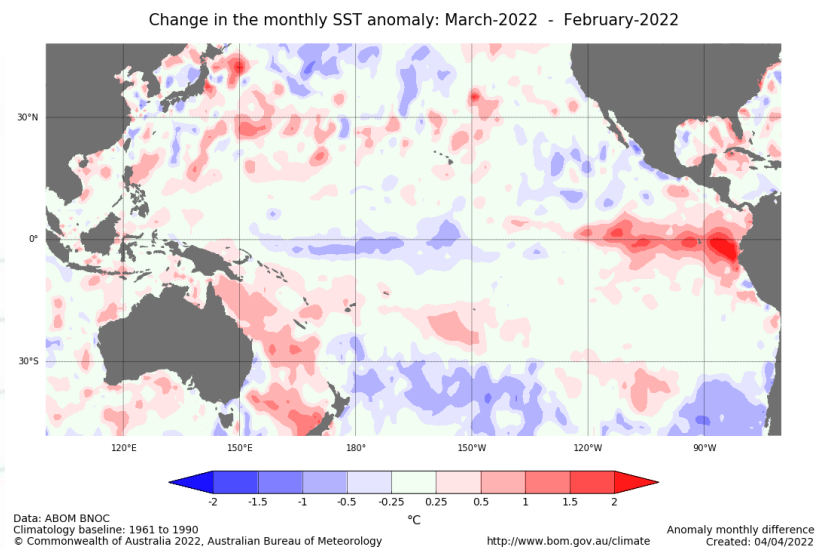 Change in the monthly SST anomaly: March-2022 - February-2022
30°N
0°
30°S
120°E 150°E 180° 150°W 120°W 90°W
-2 -1.5 -1 -0.5 -0.25 0.25 0.5 1 1.5 2
°C
Data: ABOM BNOC
Climatology baseline: 1961 to 1990
© Commonwealth of Australia 2022, Australian Bureau of Meteorology
http://www.bom.gov.au/climate
Anomaly monthly difference
Created: 04/04/2022